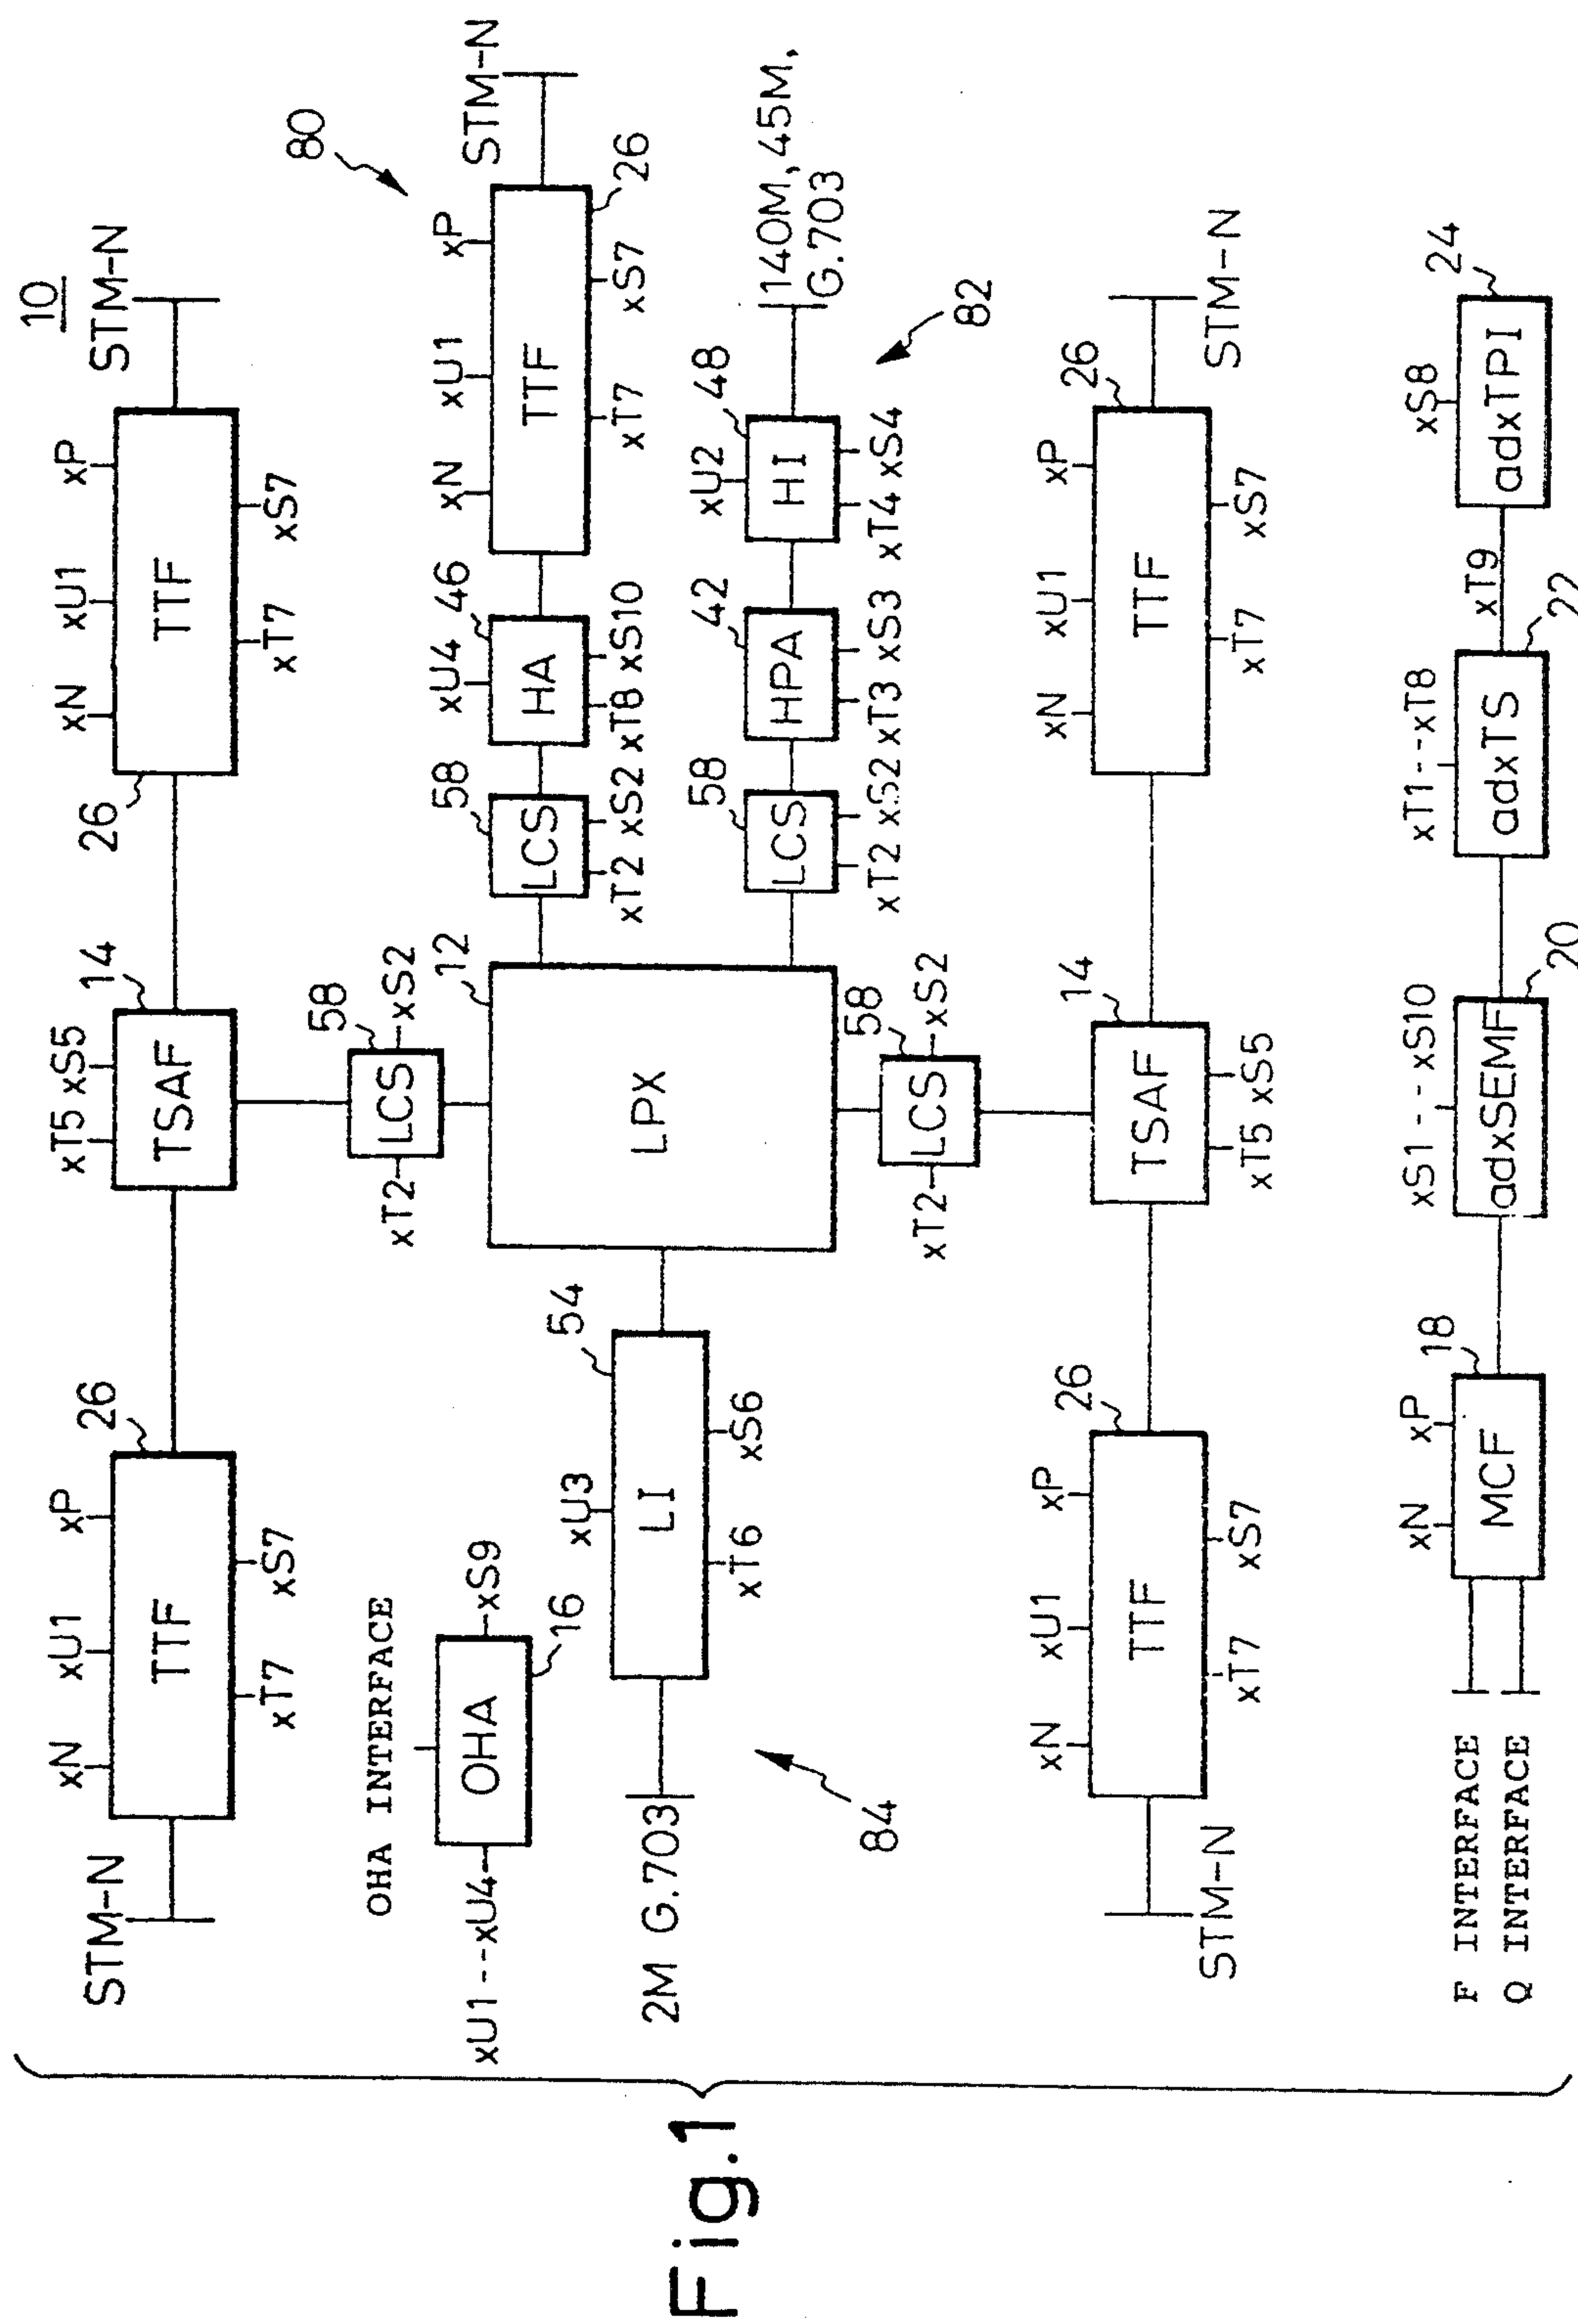 10
STM-N
xN
xU1
xP
TTF
26
xT7
xS7
xT5 xS5
TSAF
14
26
xN
xU1
xP
TTF
xT7
xS7
STM-N
80
OHA INTERFACE
xU1--xU4
OHA
xS9
16
xT2
LCS
58
xS2
12
LPX
58
LCS
xT2 xS2
xU4
46
HA
xT8 xS10
xN
xU1
xP
TTF
26
xT7
xS7
STM-N
2M G.703
xU3
54
LI
xT6
xS6
84
58
LCS
xT2 xS2
42
HPA
xT3 xS3
xU2
48
HI
xT4 xS4
140M, 45M,
G.703
82
xT2
LCS
58
xS2
STM-N
xN
xU1
xP
26
TTF
xT7
xS7
14
TSAF
xT5 xS5
xN
xU1
xP
26
TTF
xT7
xS7
STM-N
F INTERFACE
Q INTERFACE
xN
xP
18
MCF
xS1 --- xS10
adxSEMF
20
xT1--xT8
adxTS
22
xT9
xS8
24
adxTPI
Fig.1